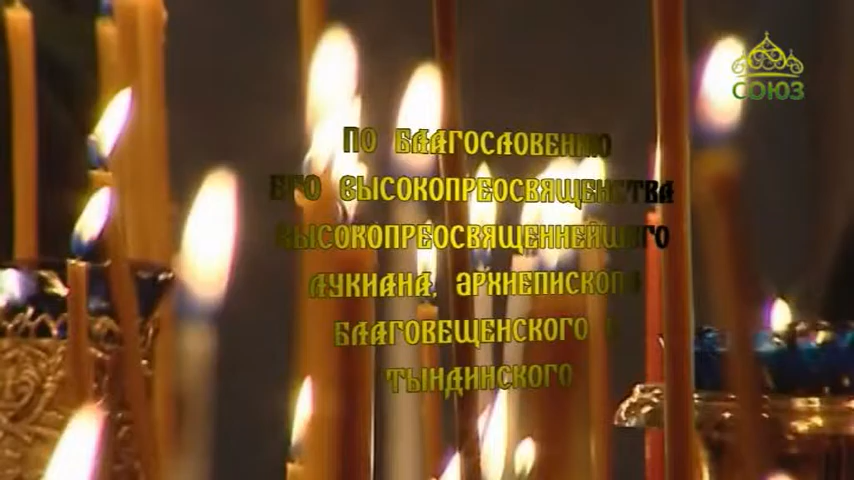 СОЮЗ
ПО БЛАГОСЛОВЕНИЮ
ЕГО ВЫСОКОПРЕОСВЯЩЕНСТВА
ВЫСОКОПРЕОСВЯЩЕННЕЙШЕГО
ЛУКИАНА, АРХИЕПИСКОПА
БЛАГОВЕЩЕНСКОГО И
ТЫНДИНСКОГО